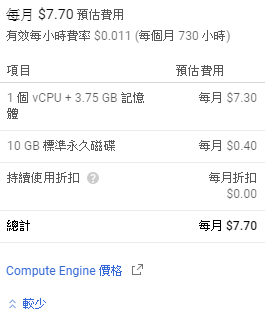 每月 $7.70 預估費用
有效每小時費率 $0.011 (每個月 730 小時)
項目 預估費用
1 個 vCPU + 3.75 GB 記憶 每月 $7.30
體
10 GB 標準永久磁碟 每月 $0.40
持續使用折扣 每月折扣
$0.00
總計 每月 $7.70
Compute Engine 價格
較少